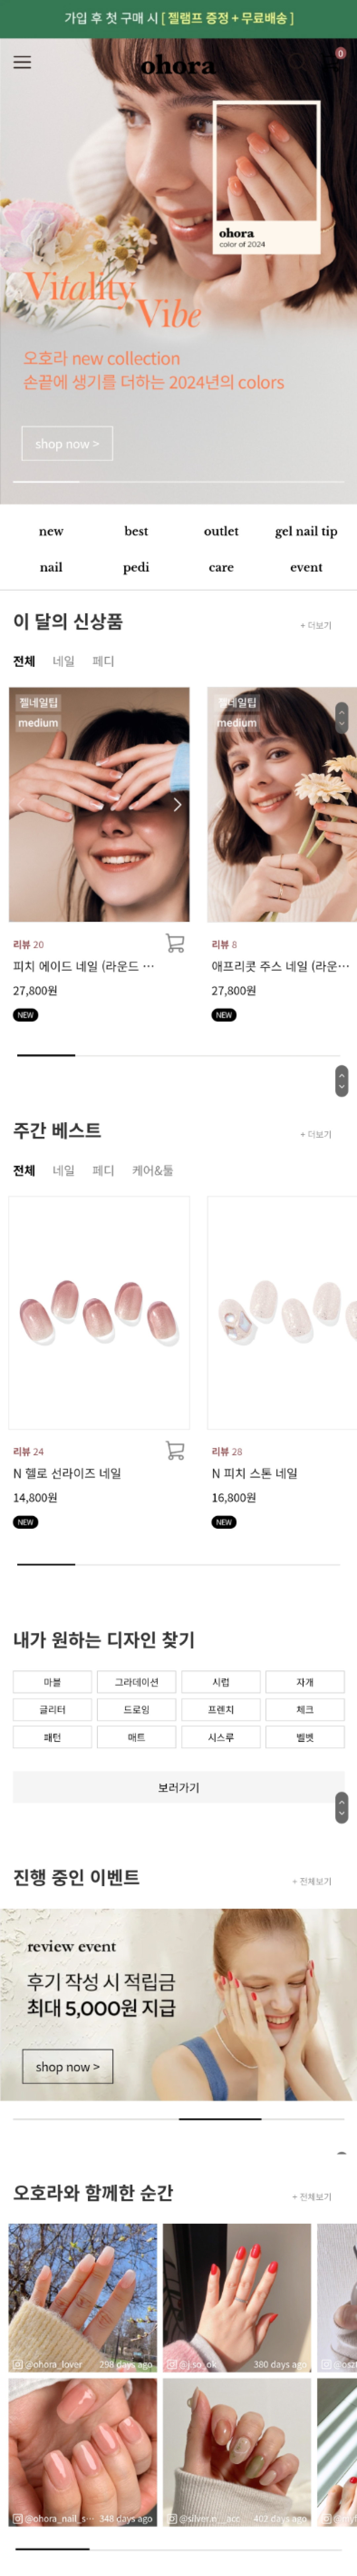 가입 후 첫 구매 시 [ 젤램프 증정 + 무료배송 ]
ohora
0
ohora
color of 2024
Vitality
Vibe
오호라 new collection
손끝에 생기를 더하는 2024년의 colors
shop now >
new best outlet gel nail tip
nail pedi care event
이 달의 신상품
+ 더보기
전체 네일 페디
젤네일팁
medium
젤네일팁
medium
리뷰 20
피치 에이드 네일 (라운드 ···
27,800원
NEW
리뷰 8
애프리콧 주스 네일 (라운···
27,800원
NEW
주간 베스트
+ 더보기
전체 네일 페디 케어&툴
리뷰 24
N 헬로 선라이즈 네일
14,800원
NEW
리뷰 28
N 피치 스톤 네일
16,800원
NEW
내가 원하는 디자인 찾기
마블 그라데이션 시럽 자개
글리터 드로잉 프렌치 체크
패턴 매트 시스루 벨벳
보러가기
진행 중인 이벤트
+ 전체보기
review event
후기 작성 시 적립금
최대 5,000원 지급
shop now >
오호라와 함께한 순간
+ 전체보기
@ohora_lover 298 days ago
380 days ago
@ohora_nail_s··· 348 days ago
402 days ago